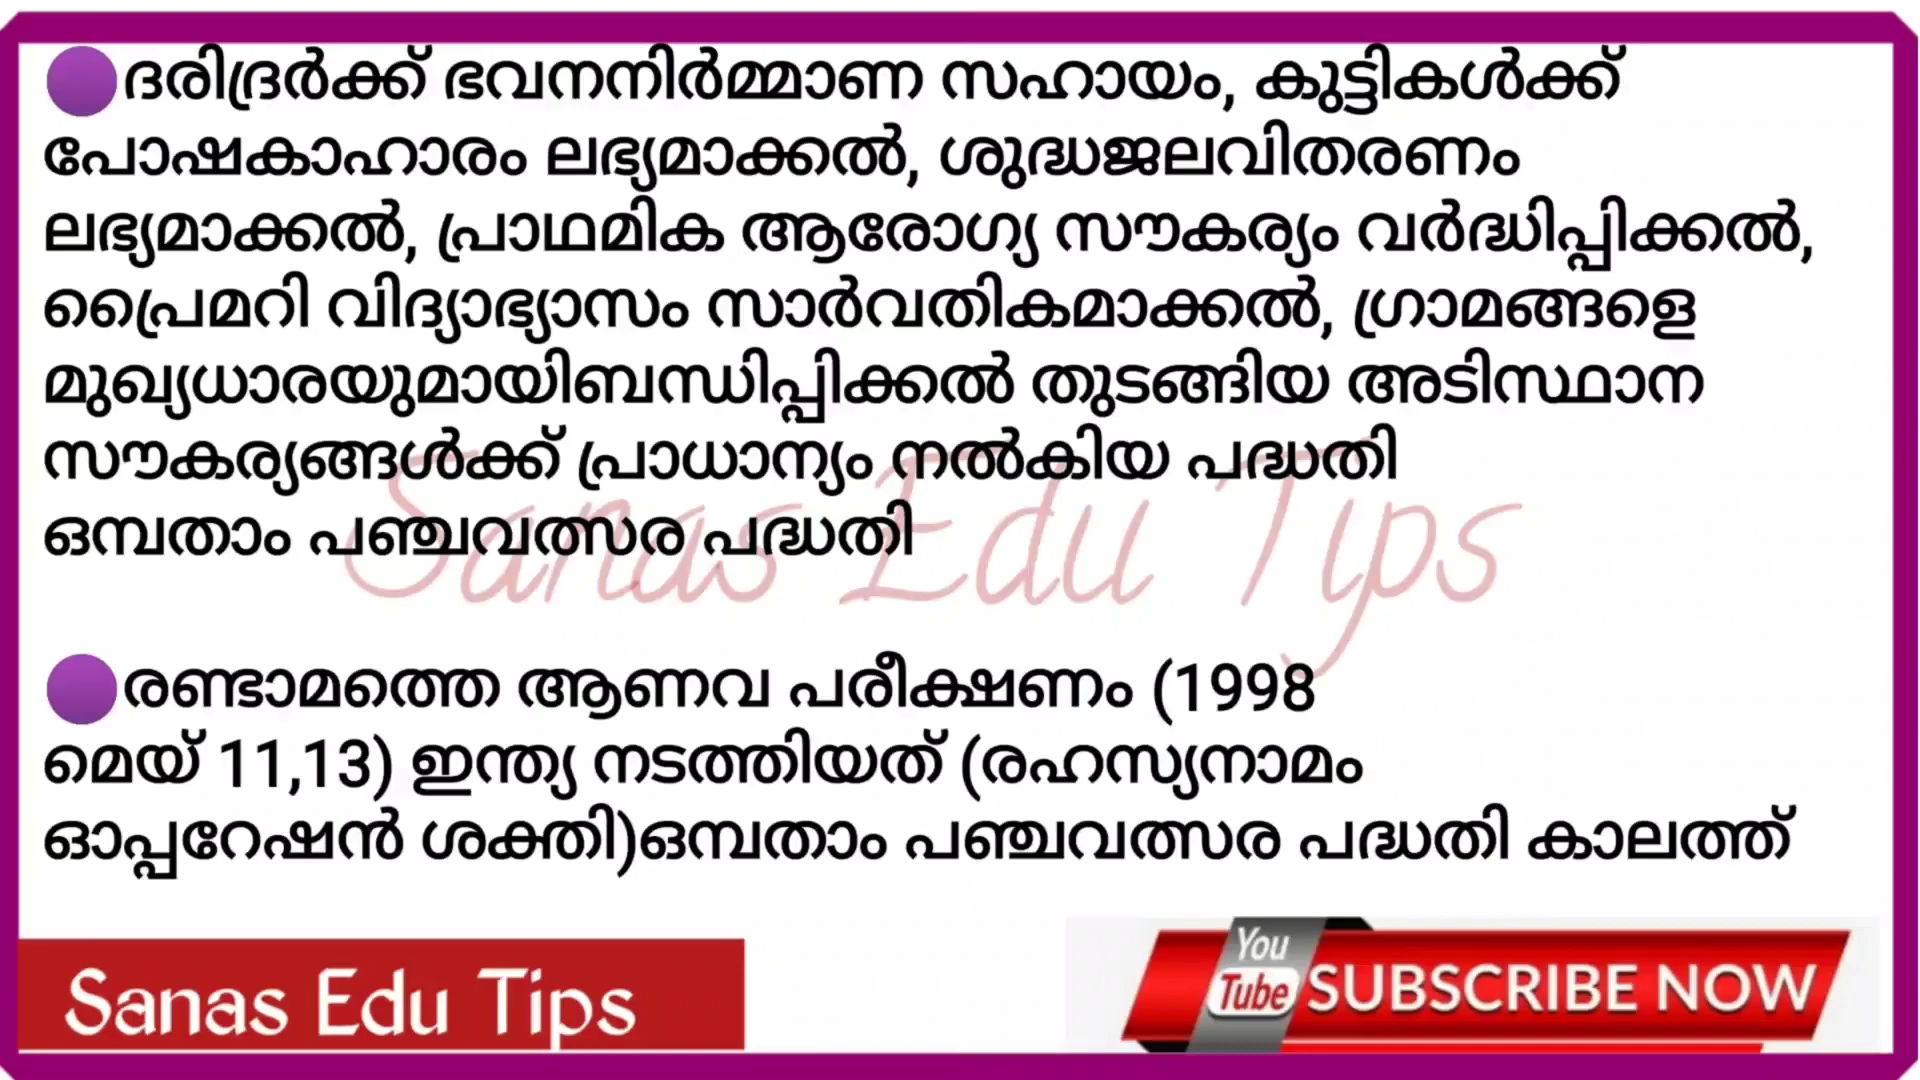 ദരിദ്രർക്ക് ഭവനനിർമ്മാണ സഹായം, കുട്ടികൾക്ക്
പോഷകാഹാരം ലഭ്യമാക്കൽ, ശുദ്ധജലവിതരണം
ലഭ്യമാക്കൽ, പ്രാഥമിക ആരോഗ്യ സൗകര്യം വർദ്ധിപ്പിക്കൽ,
പ്രൈമറി വിദ്യാഭ്യാസം സാർവതികമാക്കൽ, ഗ്രാമങ്ങളെ
മുഖ്യധാരയുമായിബന്ധിപ്പിക്കൽ തുടങ്ങിയ അടിസ്ഥാന
സൗകര്യങ്ങൾക്ക് പ്രാധാന്യം നൽകിയ പദ്ധതി
ഒമ്പതാം പഞ്ചവത്സര പദ്ധതി
Sanas Edu Tips
രണ്ടാമത്തെ ആണവ പരീക്ഷണം (1998
മെയ് 11,13) ഇന്ത്യ നടത്തിയത് (രഹസ്യനാമം
ഓപ്പറേഷൻ ശക്തി)ഒമ്പതാം പഞ്ചവത്സര പദ്ധതി കാലത്ത്
Sanas Edu Tips
You
Tube SUBSCRIBE NOW